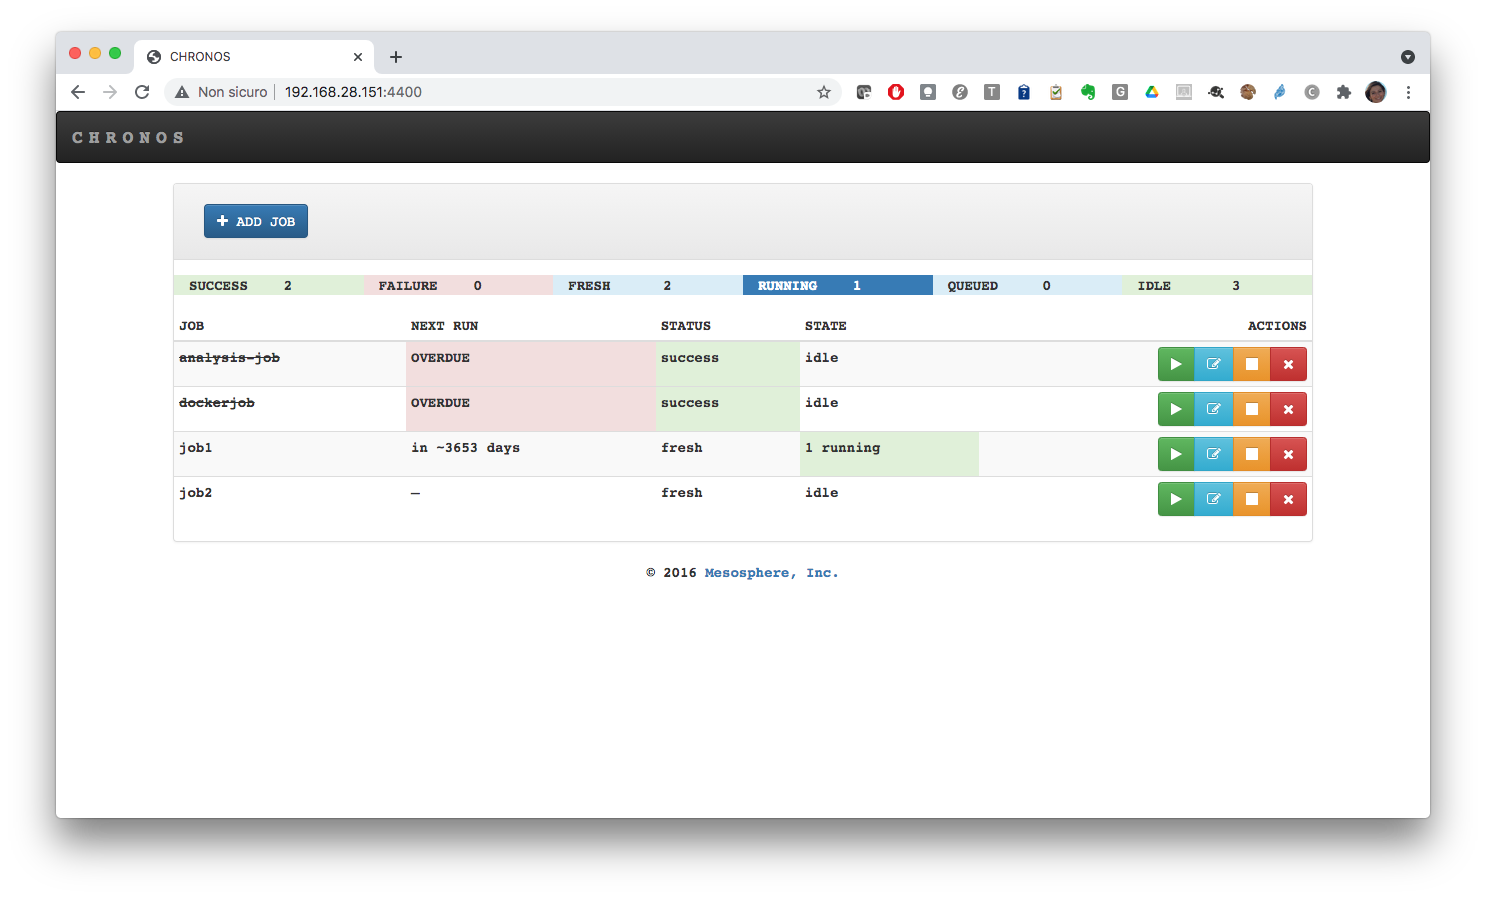 CHRONOS
Non sicuro 192.168.28.151:4400
T ? G C
CHRONOS
+ ADD JOB
SUCCESS 2 FAILURE 0 FRESH 2 RUNNING 1 QUEUED 0 IDLE 3
JOB NEXT RUN STATUS STATE ACTIONS
analysis-job OVERDUE success idle
dockerjob OVERDUE success idle
job1 in ~3653 days fresh 1 running
job2 — fresh idle
© 2016 Mesosphere, Inc.